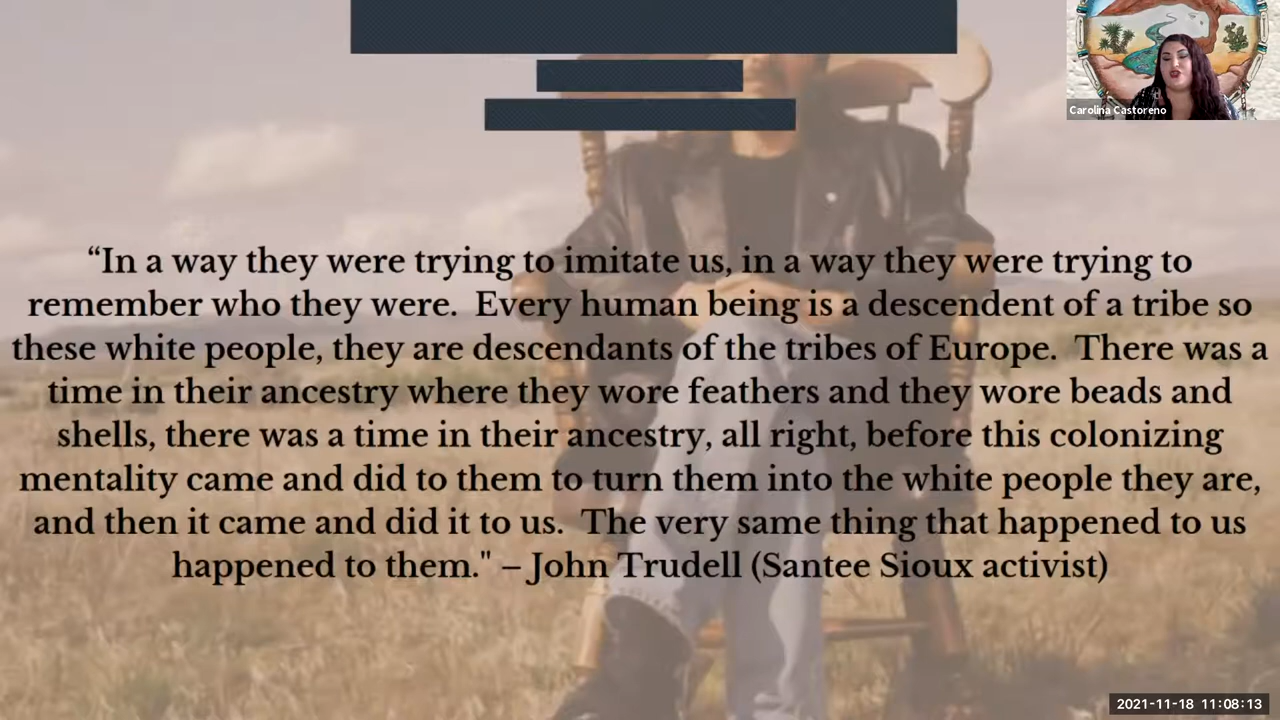 Carolina Castoreno
“In a way they were trying to imitate us, in a way they were trying to
remember who they were.  Every human being is a descendent of a tribe so
these white people, they are descendants of the tribes of Europe.  There was a
time in their ancestry where they wore feathers and they wore beads and
shells, there was a time in their ancestry, all right, before this colonizing
mentality came and did to them to turn them into the white people they are,
and then it came and did it to us.  The very same thing that happened to us
happened to them." – John Trudell (Santee Sioux activist)
2021-11-18 11:08:13